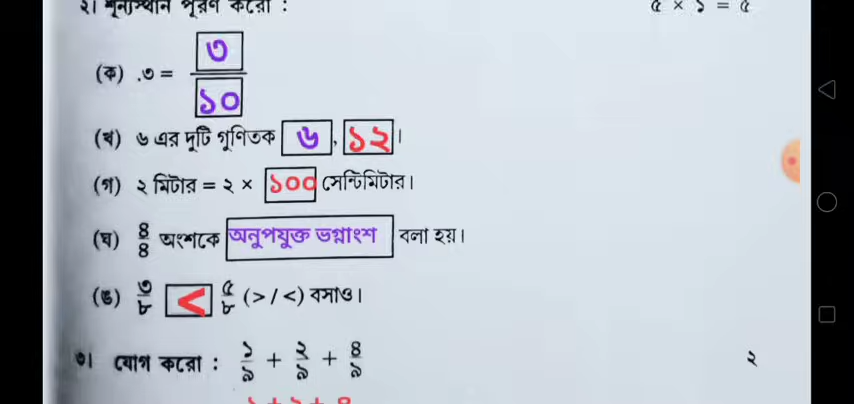 ২। শূন্যস্থান পূরণ করো : ৫ × ১ = ৫
(ক) .৩ = ৩/১০
(খ) ৬ এর দুটি গুণিতক ৬, ১২।
(গ) ২ মিটার = ২ × ১০০ সেন্টিমিটার।
(ঘ) ৪/৪ অংশকে অনুপযুক্ত ভগ্নাংশ বলা হয়।
(ঙ) ৩/৮ < ৫/৮ (> / <) বসাও।
৩। যোগ করো : ১/৯ + ২/৯ + ৪/৯ ২